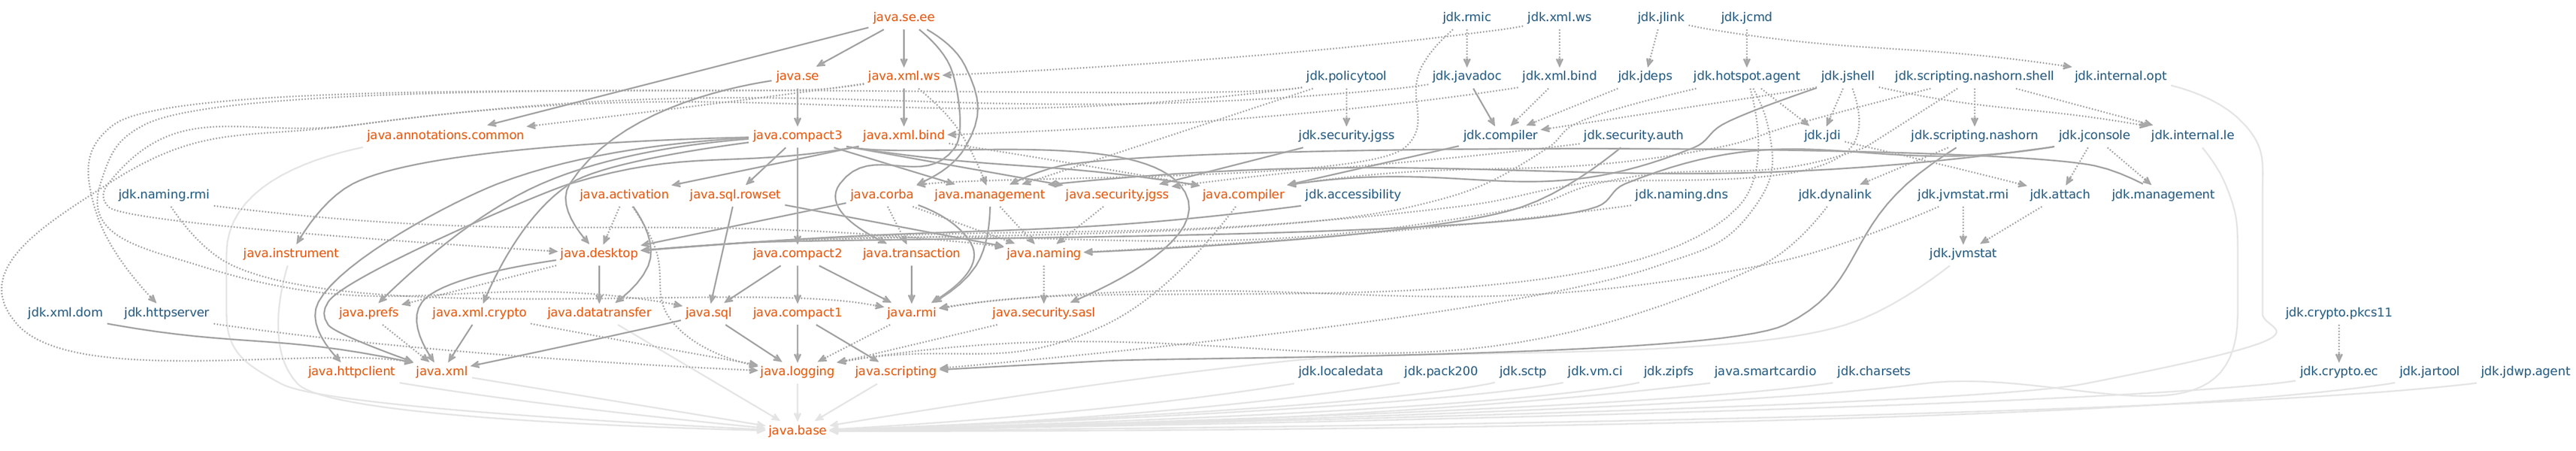 java.se.ee
jdk.rmic
jdk.xml.ws
jdk.jlink
jdk.jcmd
java.se
java.xml.ws
jdk.policytool
jdk.javadoc
jdk.xml.bind
jdk.jdeps
jdk.hotspot.agent
jdk.jshell
jdk.scripting.nashorn.shell
jdk.internal.opt
java.annotations.common
java.compact3
java.xml.bind
jdk.security.jgss
jdk.compiler
jdk.security.auth
jdk.jdi
jdk.scripting.nashorn
jdk.jconsole
jdk.internal.le
jdk.naming.rmi
java.activation
java.sql.rowset
java.corba
java.management
java.security.jgss
java.compiler
jdk.accessibility
jdk.naming.dns
jdk.dynalink
jdk.jvmstat.rmi
jdk.attach
jdk.management
java.instrument
java.desktop
java.compact2
java.transaction
java.naming
jdk.jvmstat
jdk.xml.dom
jdk.httpserver
java.prefs
java.xml.crypto
java.datatransfer
java.sql
java.compact1
java.rmi
java.security.sasl
jdk.crypto.pkcs11
java.httpclient
java.xml
java.logging
java.scripting
jdk.localedata
jdk.pack200
jdk.sctp
jdk.vm.ci
jdk.zipfs
java.smartcardio
jdk.charsets
jdk.crypto.ec
jdk.jartool
jdk.jdwp.agent
java.base